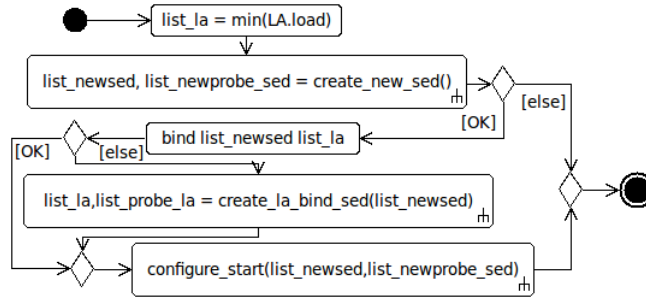 list_la = min(LA.load)
list_newsed, list_newprobe_sed = create_new_sed()
[else]
[OK]
bind list_newsed list_la
[OK]
[else]
list_la,list_probe_la = create_la_bind_sed(list_newsed)
configure_start(list_newsed,list_newprobe_sed)